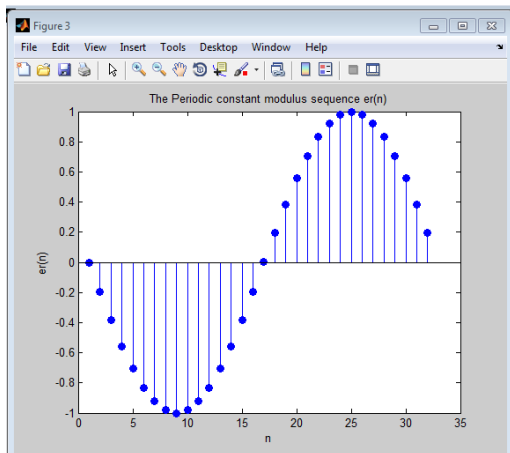 Figure 3
File Edit View Insert Tools Desktop Window Help
The Periodic constant modulus sequence er(n)
1
0.8
0.6
0.4
0.2
0
-0.2
-0.4
-0.6
-0.8
-1
er(n)
0 5 10 15 20 25 30 35
n